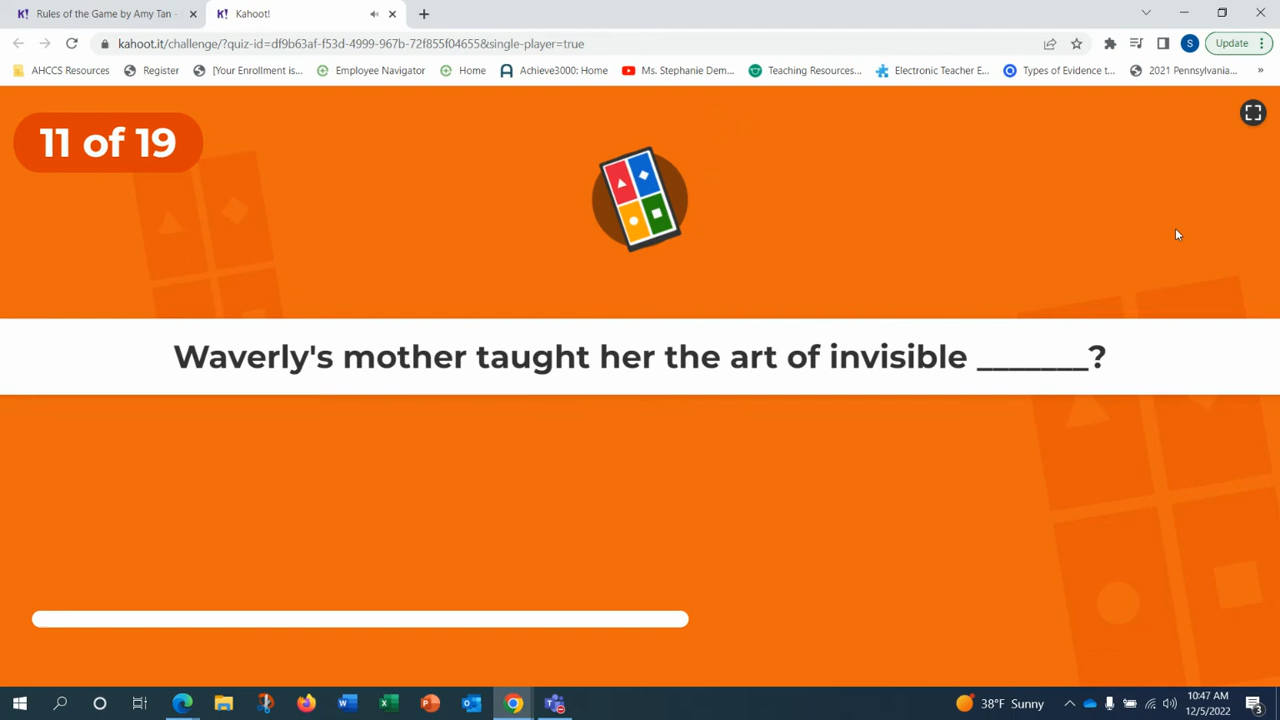 Rules of the Game by Amy Tan -
Kahoot!
kahoot.it/challenge/?quiz-id=df9b63af-f53d-4999-967b-72f855f04655&single-player=true
Update
AHCCS Resources
Register
[Your Enrollment is...
Employee Navigator
Home
Achieve3000: Home
Ms. Stephanie Dem...
Teaching Resources...
Electronic Teacher E...
Types of Evidence t...
2021 Pennsylvania...
»
11 of 19
Waverly's mother taught her the art of invisible _______?
38°F Sunny
10:47 AM
12/5/2022
3